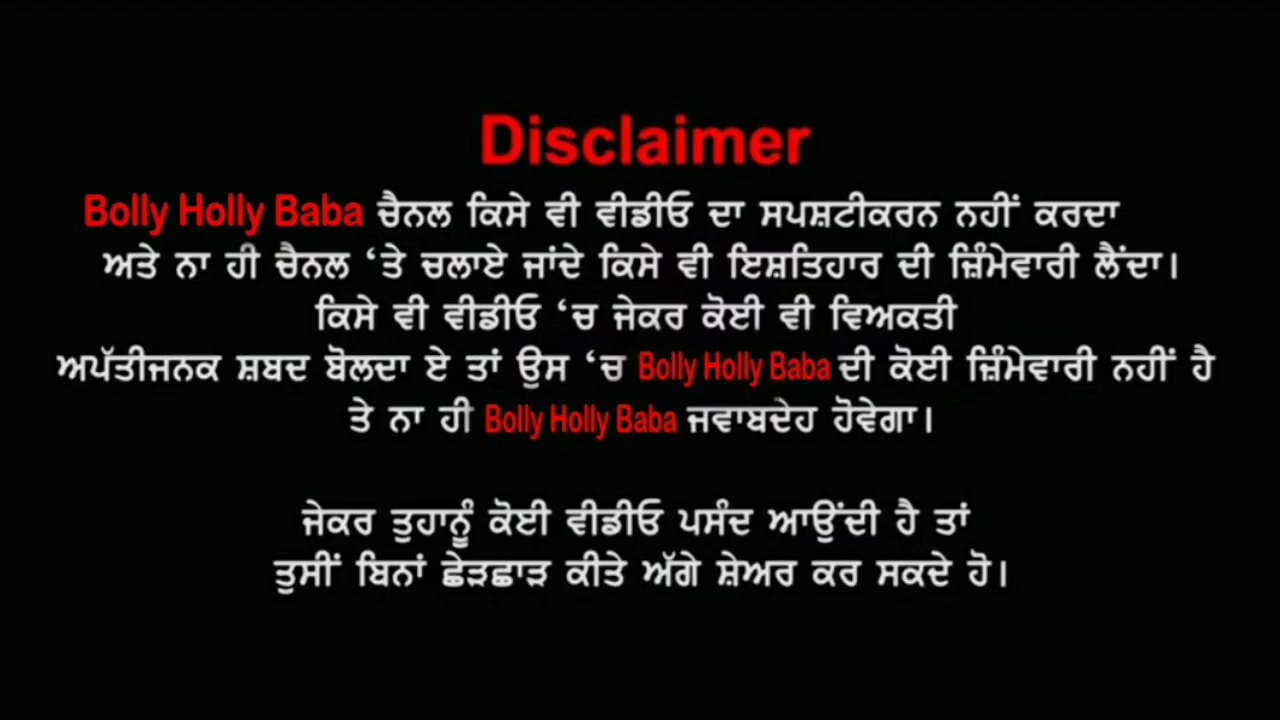 Disclaimer
Bolly Holly Baba ਚੈਨਲ ਕਿਸੇ ਵੀ ਵੀਡੀਓ ਦਾ ਸਪਸ਼ਟੀਕਰਨ ਨਹੀਂ ਕਰਦਾ
ਅਤੇ ਨਾ ਹੀ ਚੈਨਲ ‘ਤੇ ਚਲਾਏ ਜਾਂਦੇ ਕਿਸੇ ਵੀ ਇਸ਼ਤਿਹਾਰ ਦੀ ਜ਼ਿੰਮੇਵਾਰੀ ਲੈਂਦਾ।
ਕਿਸੇ ਵੀ ਵੀਡੀਓ ‘ਚ ਜੇਕਰ ਕੋਈ ਵੀ ਵਿਅਕਤੀ
ਅਪੱਤੀਜਨਕ ਸ਼ਬਦ ਬੋਲਦਾ ਏ ਤਾਂ ਉਸ ‘ਚ Bolly Holly Baba ਦੀ ਕੋਈ ਜ਼ਿੰਮੇਵਾਰੀ ਨਹੀਂ ਹੈ
ਤੇ ਨਾ ਹੀ Bolly Holly Baba ਜਵਾਬਦੇਹ ਹੋਵੇਗਾ।
ਜੇਕਰ ਤੁਹਾਨੂੰ ਕੋਈ ਵੀਡੀਓ ਪਸੰਦ ਆਉਂਦੀ ਹੈ ਤਾਂ
ਤੁਸੀਂ ਬਿਨਾਂ ਛੇੜਛਾੜ ਕੀਤੇ ਅੱਗੇ ਸ਼ੇਅਰ ਕਰ ਸਕਦੇ ਹੋ।